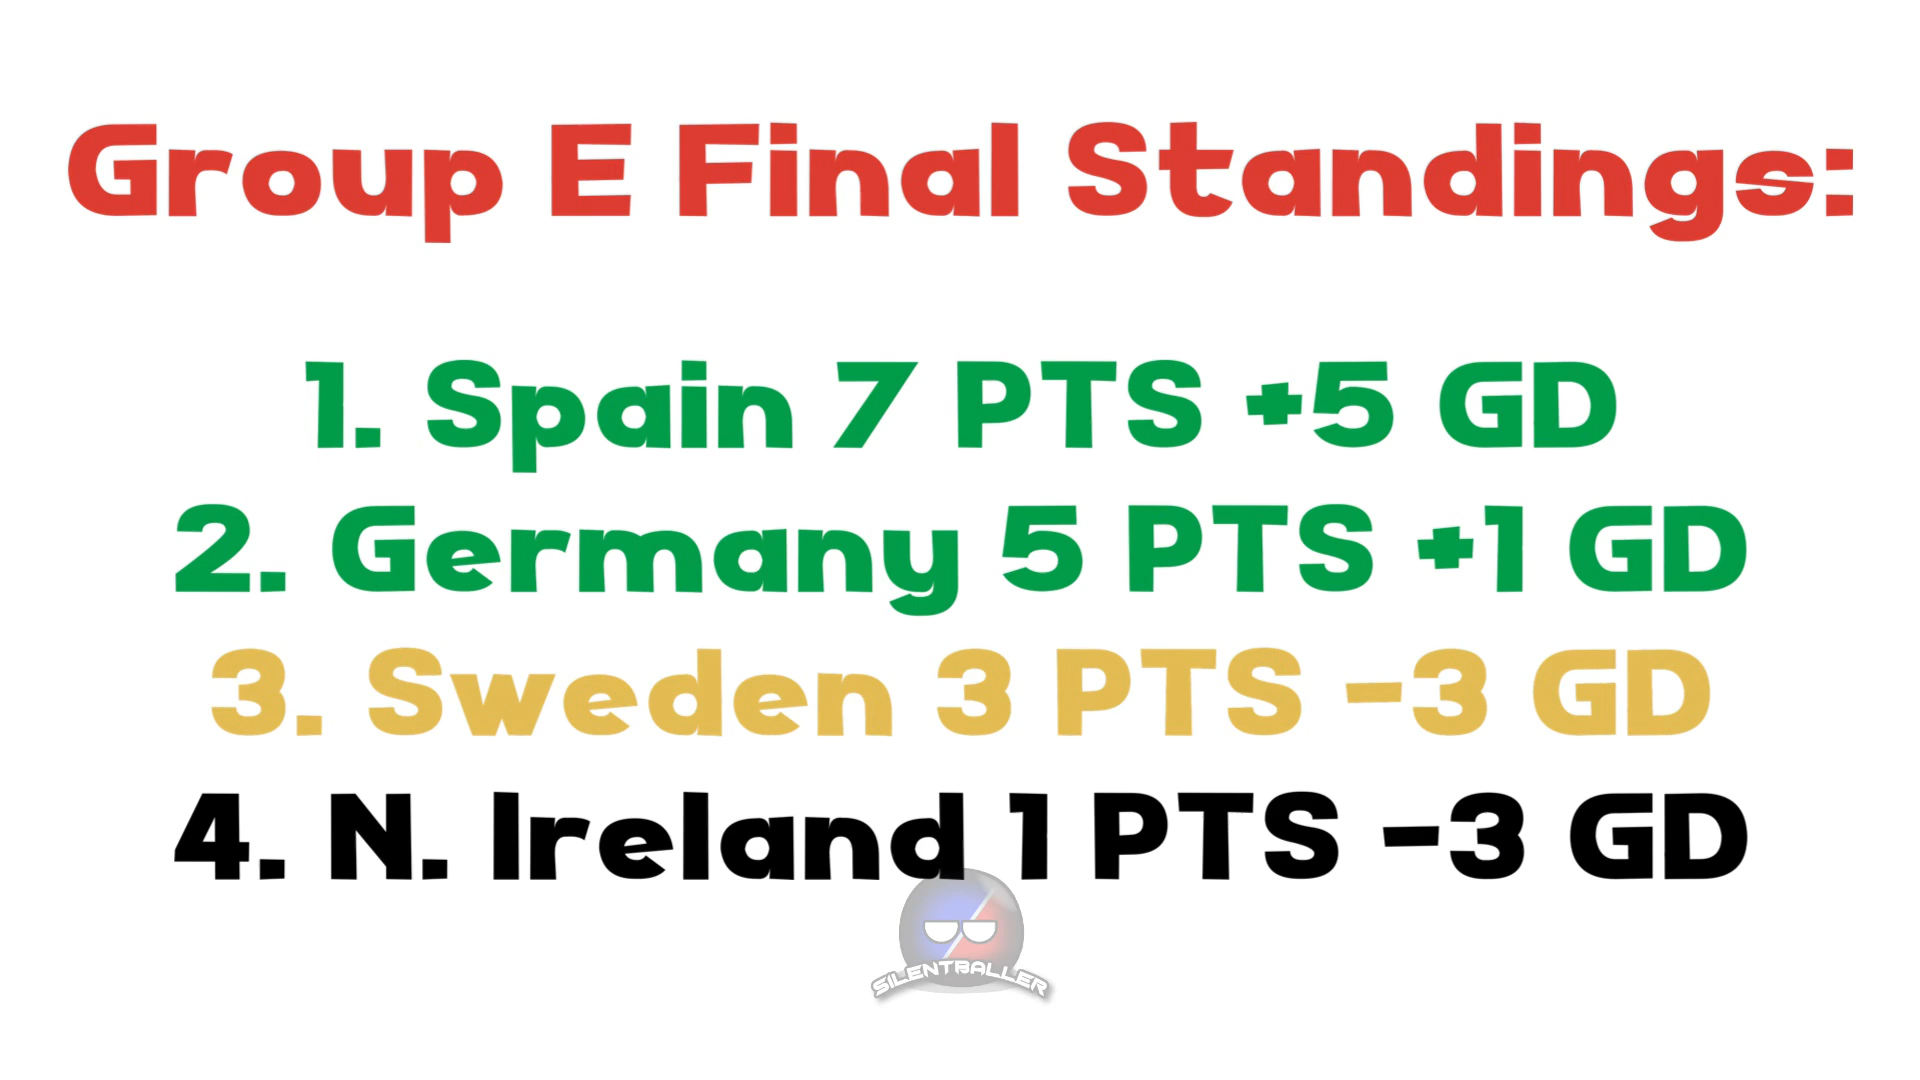 Group E Final Standings:
1. Spain 7 PTS +5 GD
2. Germany 5 PTS +1 GD
3. Sweden 3 PTS -3 GD
4. N. Ireland 1 PTS -3 GD
SILENTBALLER